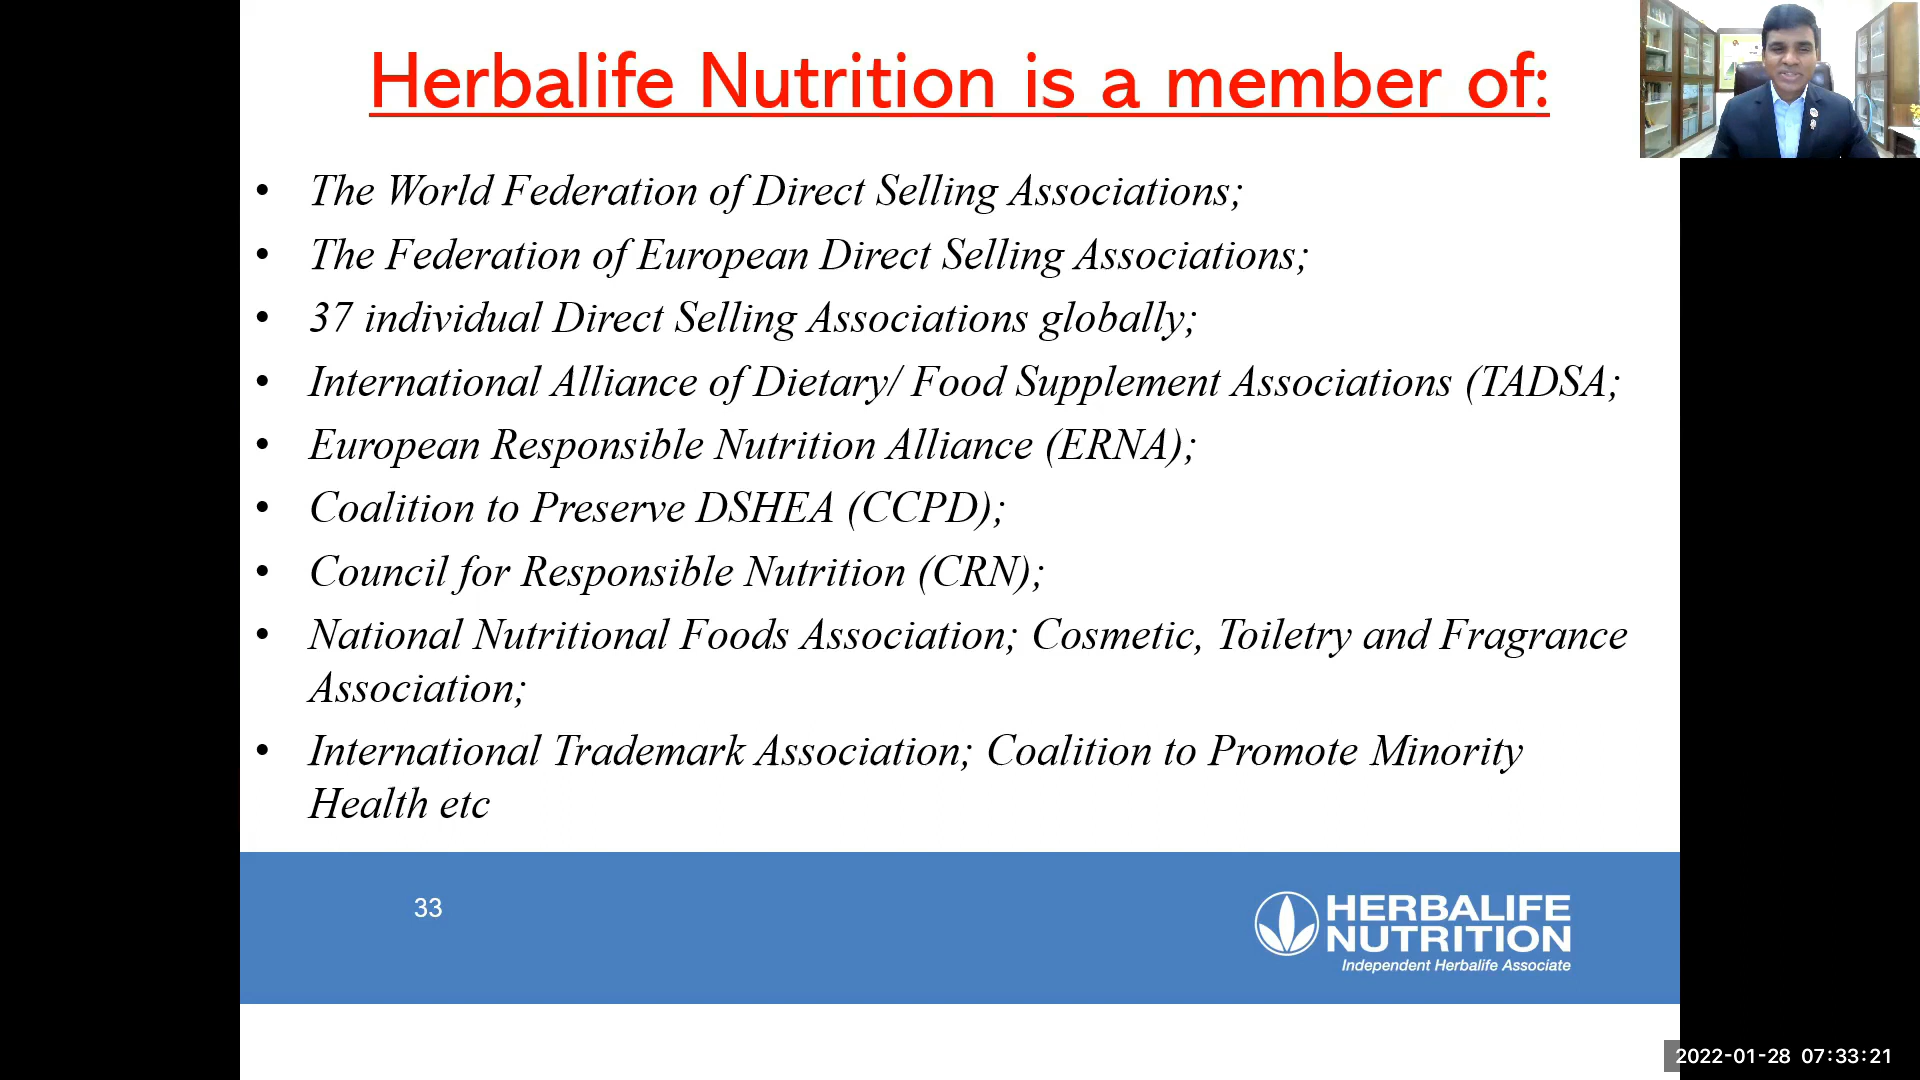 Herbalife Nutrition is a member of:
• The World Federation of Direct Selling Associations;
• The Federation of European Direct Selling Associations;
• 37 individual Direct Selling Associations globally;
• International Alliance of Dietary/ Food Supplement Associations (TADSA;
• European Responsible Nutrition Alliance (ERNA);
• Coalition to Preserve DSHEA (CCPD);
• Council for Responsible Nutrition (CRN);
• National Nutritional Foods Association; Cosmetic, Toiletry and Fragrance
Association;
• International Trademark Association; Coalition to Promote Minority
Health etc
33
HERBALIFE
NUTRITION
Independent Herbalife Associate
2022-01-28 07:33:21